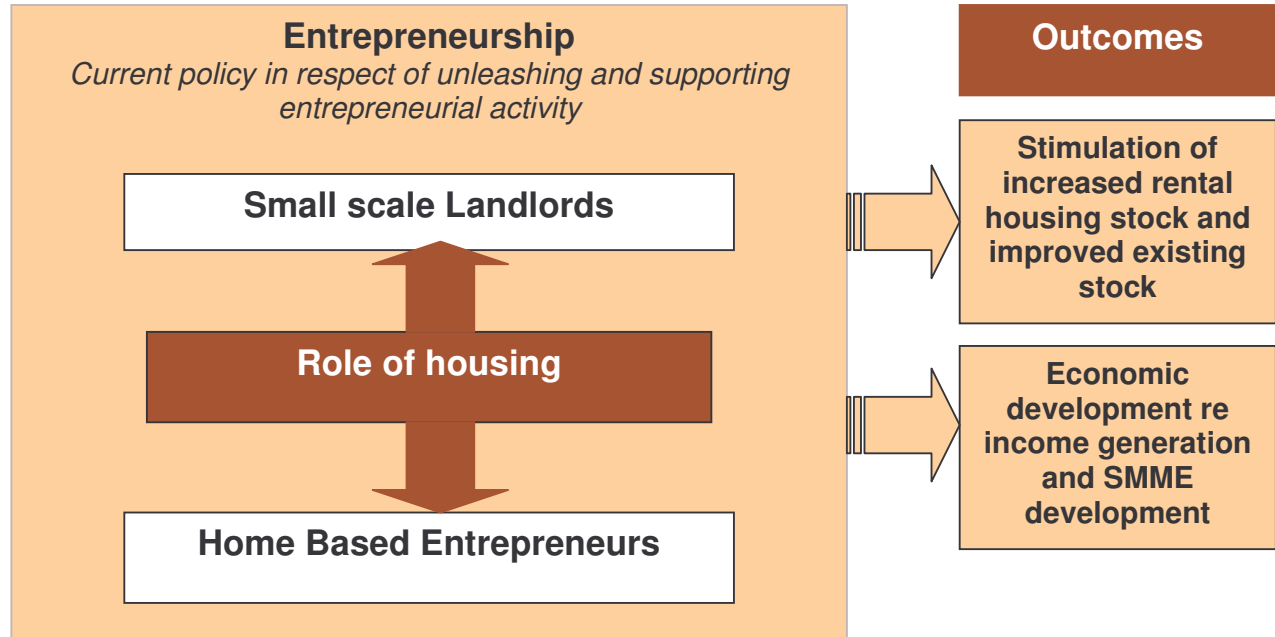 Entrepreneurship
Current policy in respect of unleashing and supporting
entrepreneurial activity
Small scale Landlords
Role of housing
Home Based Entrepreneurs
Outcomes
Stimulation of
increased rental
housing stock and
improved existing
stock
Economic
development re
income generation
and SMME
development